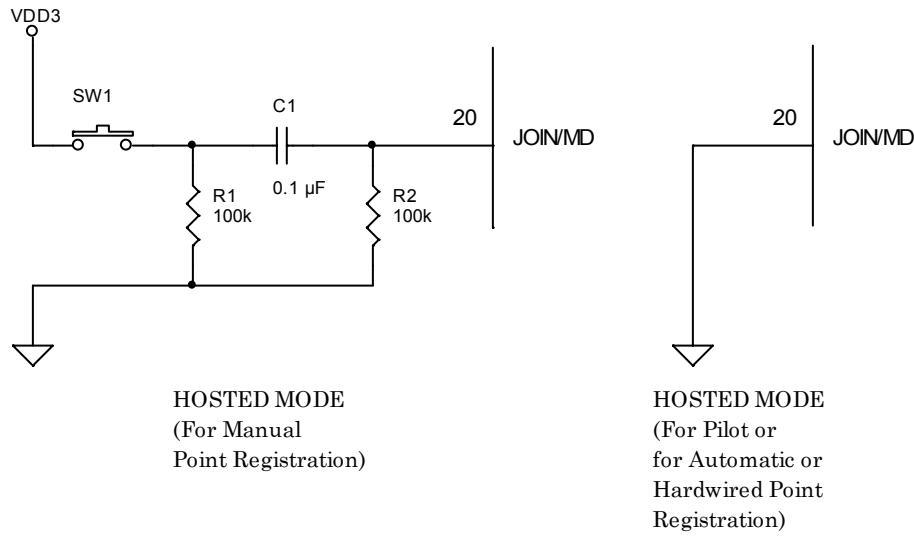 VDD3
SW1
C1
0.1 µF
R1
100k
R2
100k
20
JOIN/MD
20
JOIN/MD
HOSTED MODE
(For Manual
Point Registration)
HOSTED MODE
(For Pilot or
for Automatic or
Hardwired Point
Registration)